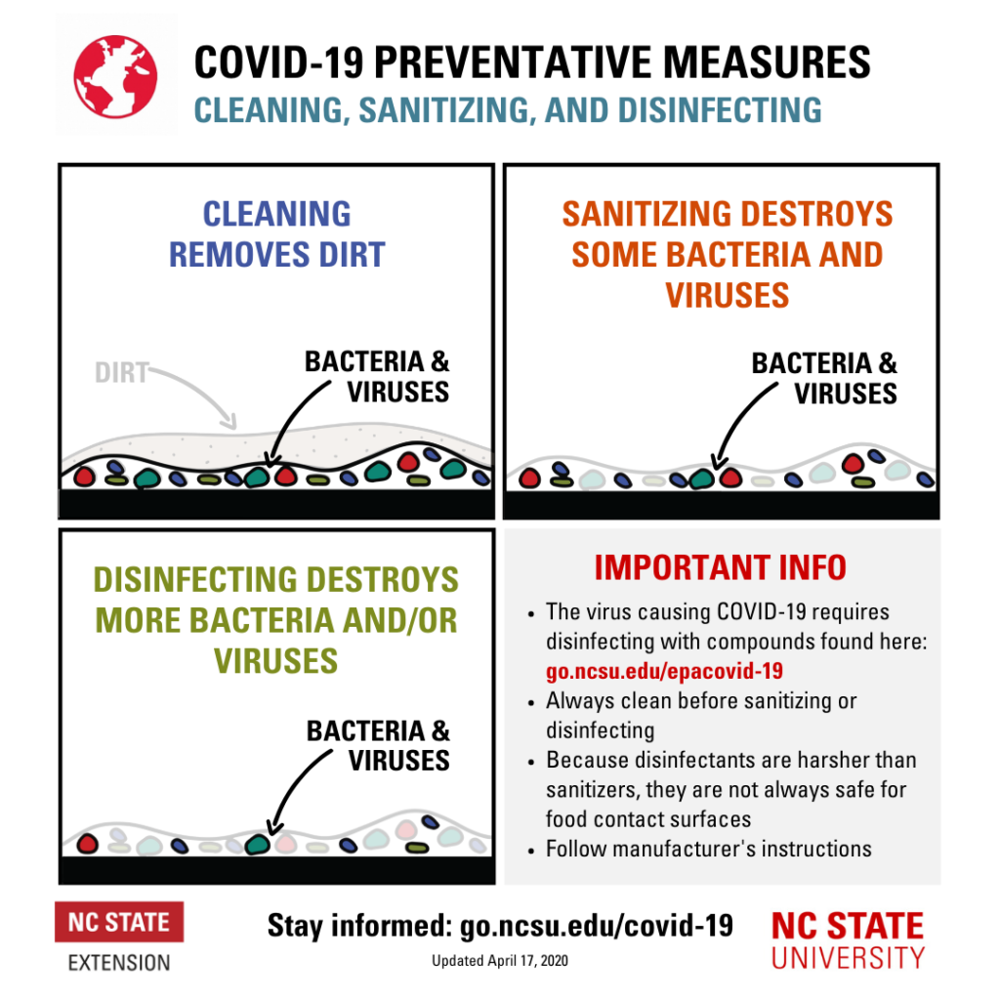 COVID-19 PREVENTATIVE MEASURES
CLEANING, SANITIZING, AND DISINFECTING
CLEANING
REMOVES DIRT
DIRT
BACTERIA &
VIRUSES
SANITIZING DESTROYS
SOME BACTERIA AND
VIRUSES
BACTERIA &
VIRUSES
DISINFECTING DESTROYS
MORE BACTERIA AND/OR
VIRUSES
BACTERIA &
VIRUSES
IMPORTANT INFO
• The virus causing COVID-19 requires
disinfecting with compounds found here:
go.ncsu.edu/epacovid-19
• Always clean before sanitizing or
disinfecting
• Because disinfectants are harsher than
sanitizers, they are not always safe for
food contact surfaces
• Follow manufacturer's instructions
NC STATE
EXTENSION
Stay informed: go.ncsu.edu/covid-19
Updated April 17, 2020
NC STATE
UNIVERSITY